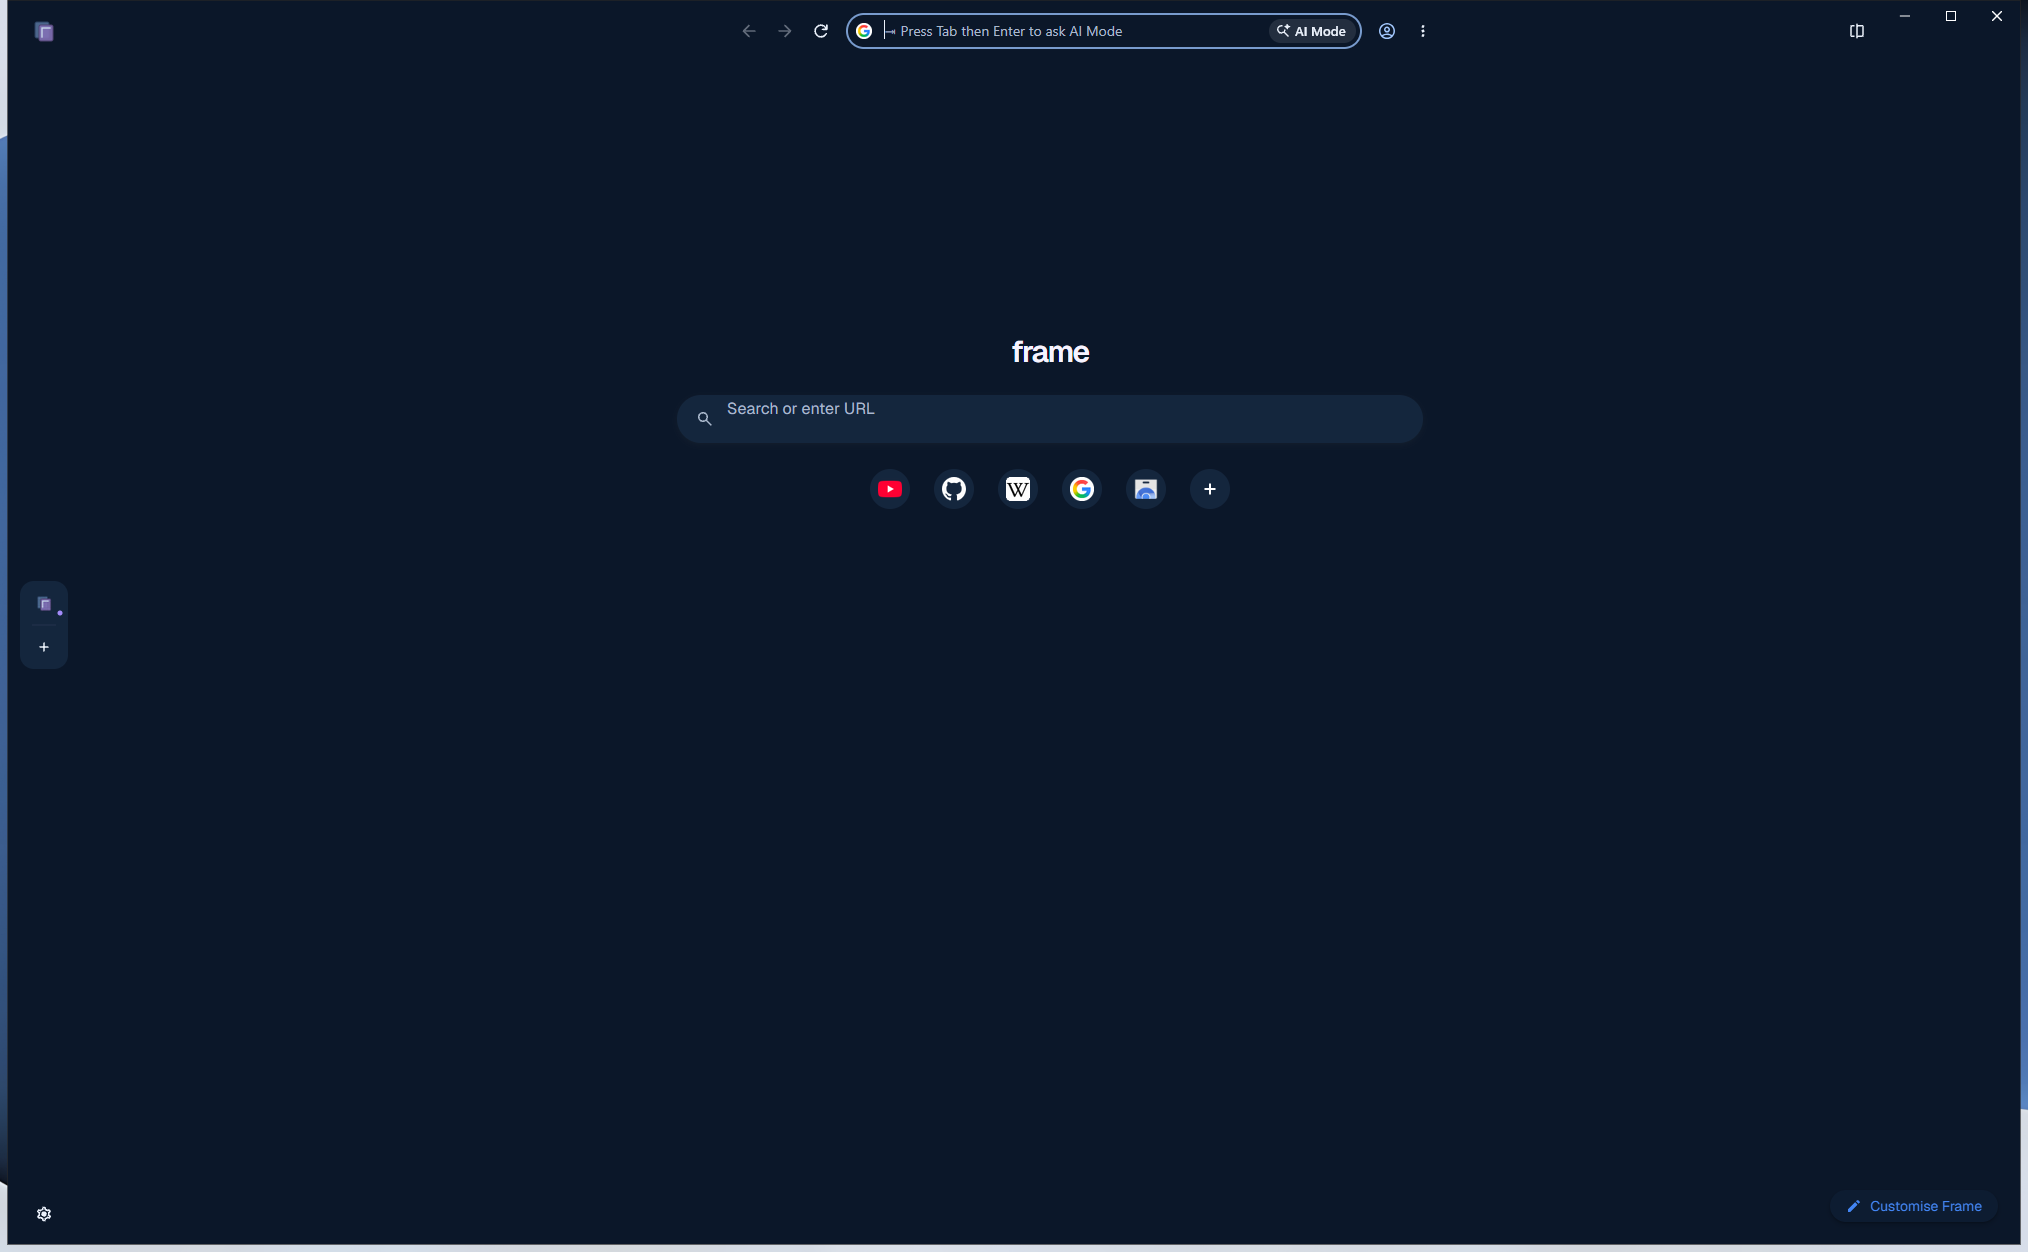 Press Tab then Enter to ask AI Mode
AI Mode
frame
Search or enter URL
W
Customise Frame